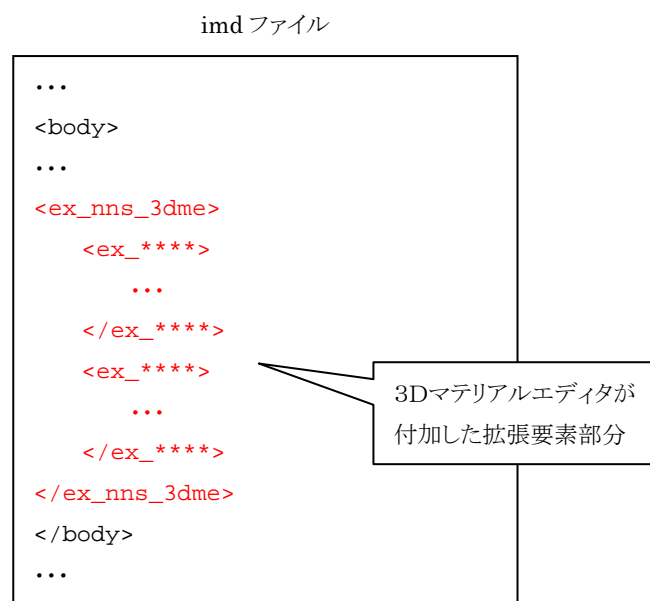 imd ファイル
・・・
<body>
・・・
<ex_nns_3dme>
<ex_****>
・・・
</ex_****>
<ex_****>
・・・
</ex_****>
</ex_nns_3dme>
</body>
・・・
3Dマテリアルエディタが
付加した拡張要素部分